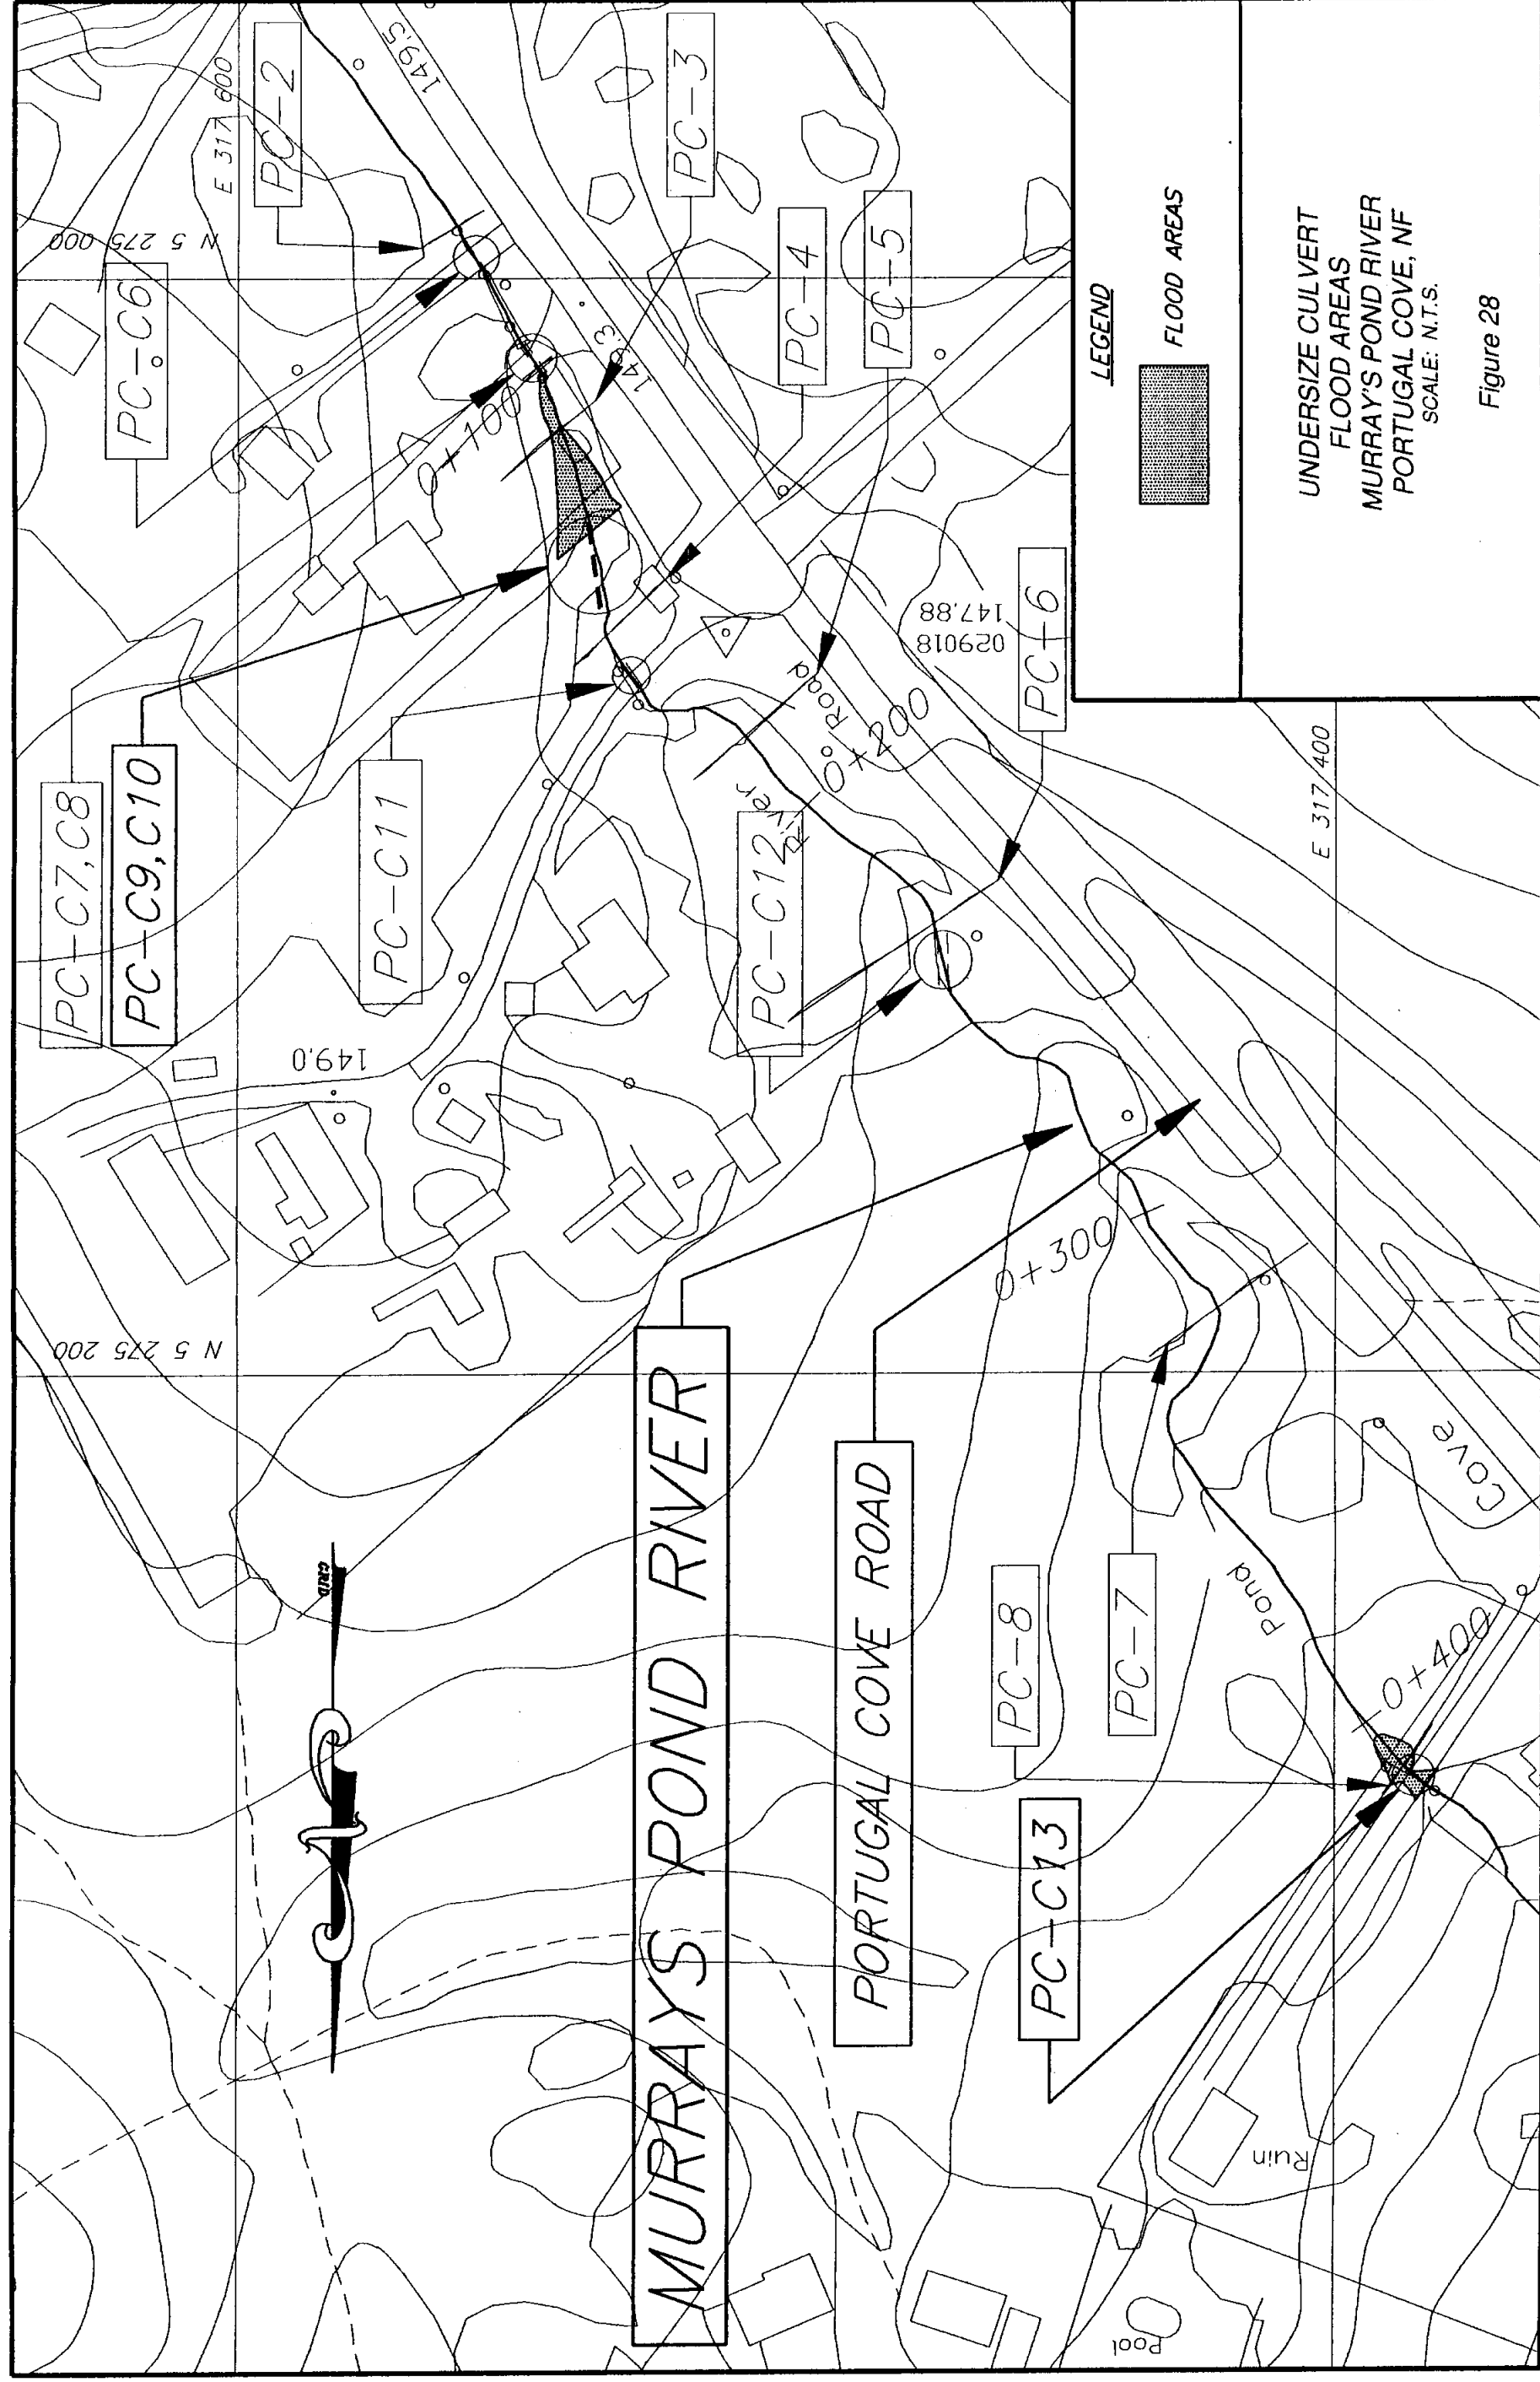 E 317 600
N 5 275 000
PC-2
149.5
PC-3
PC-C6
PC-4
PC-5
0+100
149.3
PC-C7,C8
PC-C9,C10
PC-C11
029018
147.88
PC-6
River
Road
0+200
PC-C12
149.0
E 317 400
N 5 275 200
0+300
MURRAYS POND RIVER
PORTUGAL COVE ROAD
GRID
PC-8
PC-7
Pond
Cove
0+400
PC-C13
Ruin
Pool
LEGEND
FLOOD AREAS
UNDERSIZE CULVERT
FLOOD AREAS
MURRAY'S POND RIVER
PORTUGAL COVE, NF
SCALE: N.T.S.
Figure 28